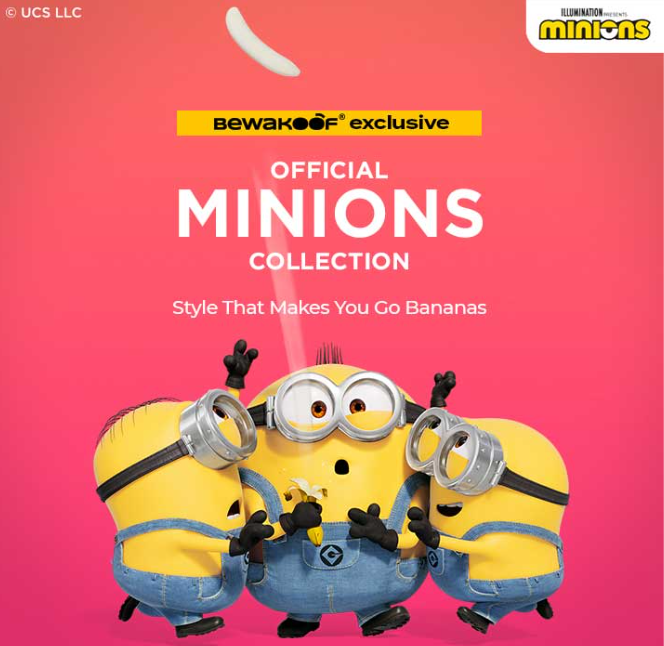 © UCS LLC
ILLUMINATION PRESENTS
minions
BEWAKOOF® exclusive
OFFICIAL
MINIONS
COLLECTION
Style That Makes You Go Bananas